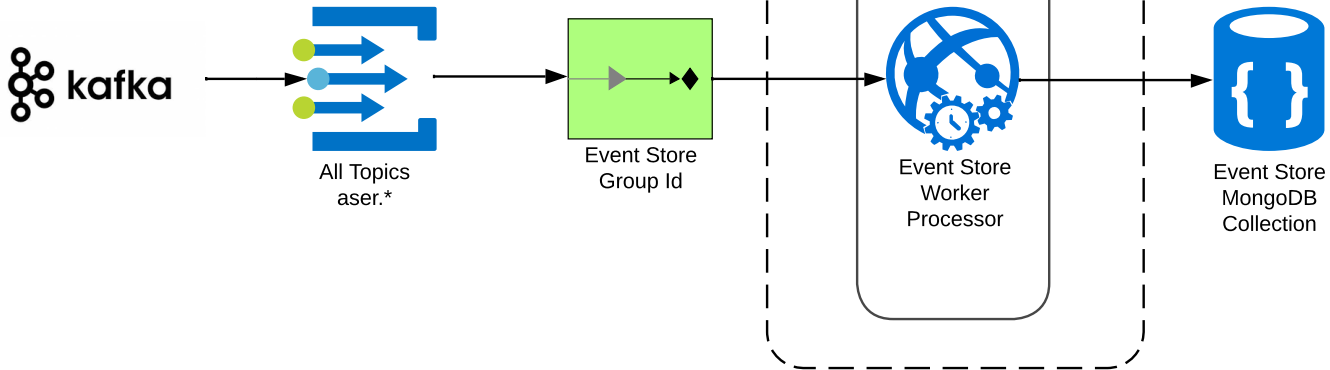 kafka
All Topics
aser.*
Event Store
Group Id
Event Store
Worker
Processor
Event Store
MongoDB
Collection